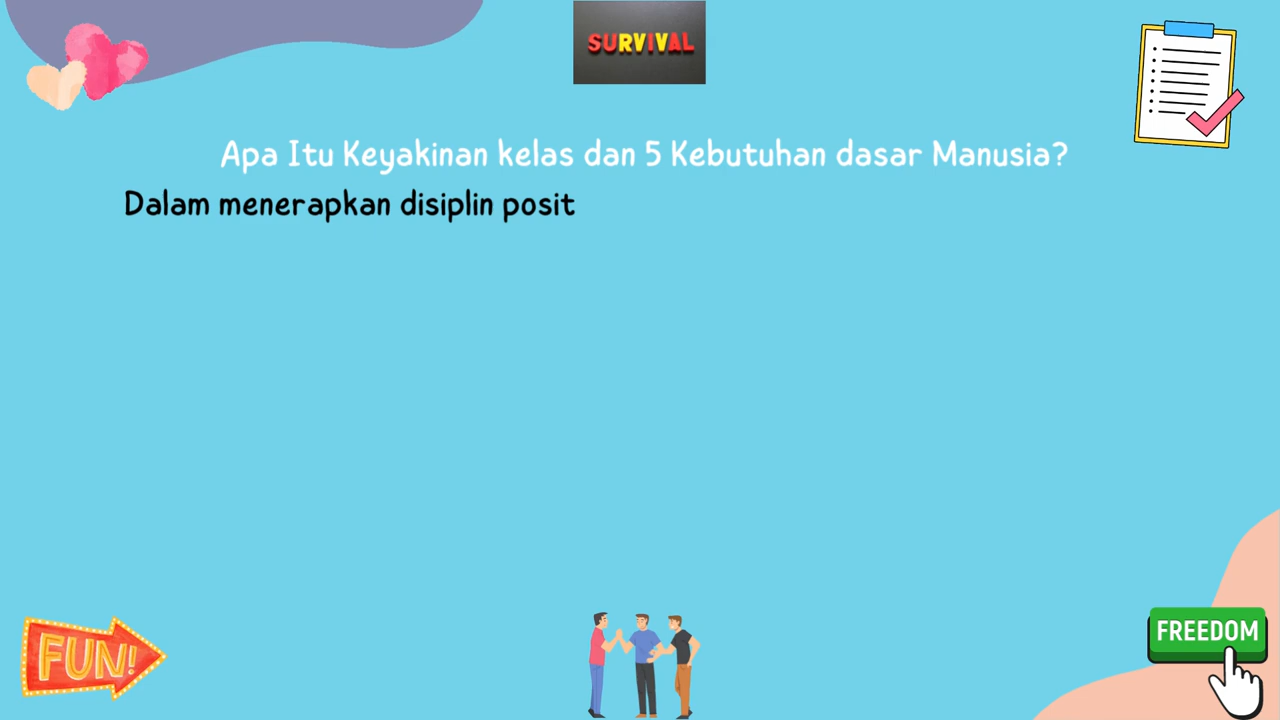 SURVIVAL
Apa Itu Keyakinan kelas dan 5 Kebutuhan dasar Manusia?
Dalam menerapkan disiplin posit
FUN!
FREEDOM